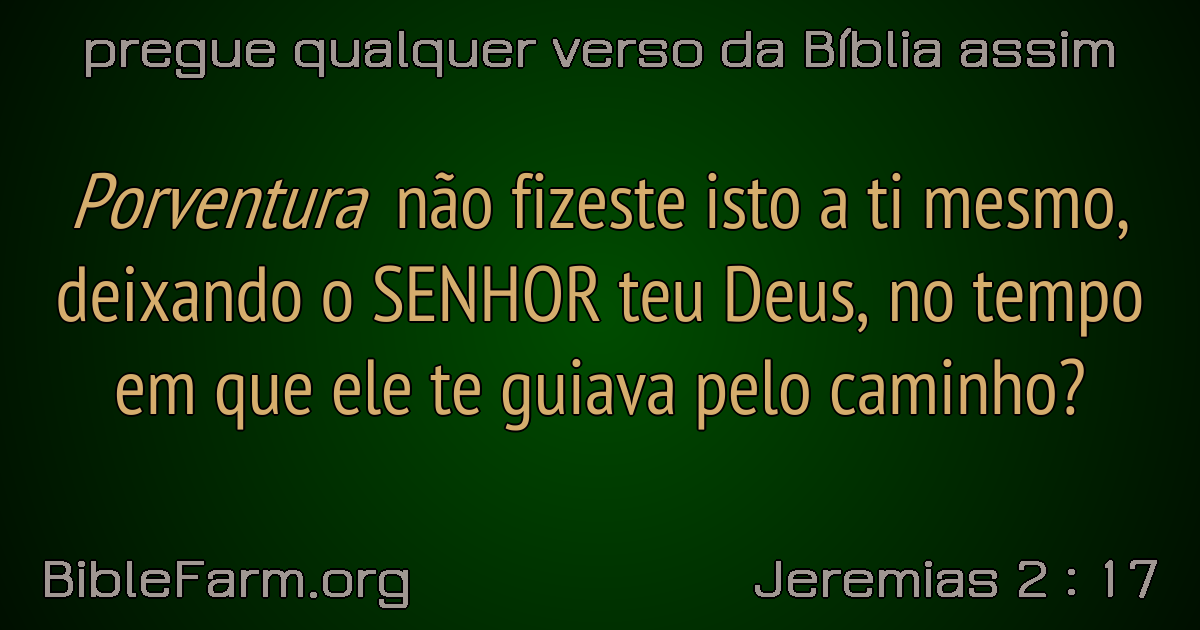 pregue qualquer verso da Bíblia assim
Porventura não fizeste isto a ti mesmo,
deixando o SENHOR teu Deus, no tempo
em que ele te guiava pelo caminho?
BibleFarm.org
Jeremias 2 : 17